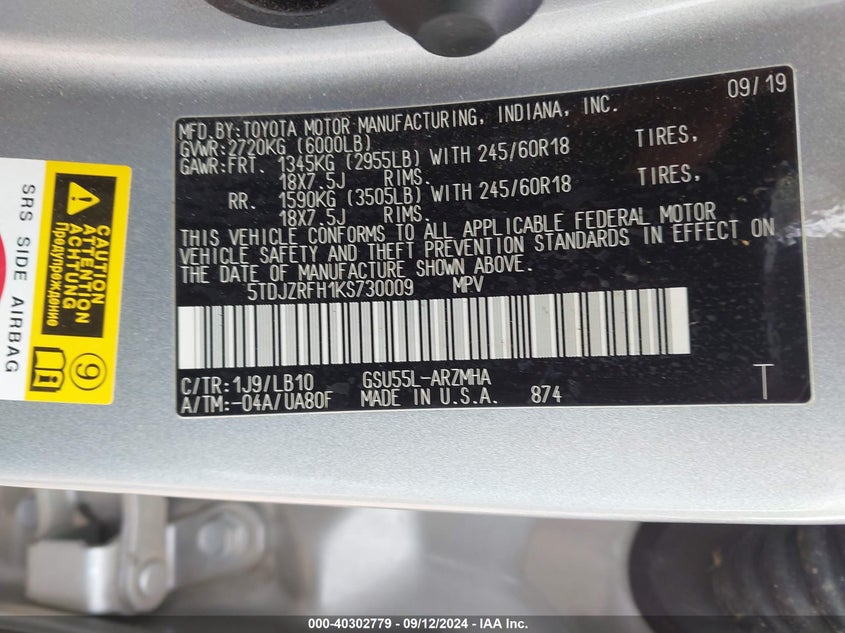 MFD.BY:TOYOTA MOTOR MANUFACTURING, INDIANA, INC. 09/19
GVWR:2720KG (6000LB)
GAWR:FRT. 1345KG (2955LB) WITH 245/60R18 TIRES,
18X7.5J RIMS.
RR. 1590KG (3505LB) WITH 245/60R18 TIRES,
18X7.5J RIMS.
THIS VEHICLE CONFORMS TO ALL APPLICABLE FEDERAL MOTOR
VEHICLE SAFETY AND THEFT PREVENTION STANDARDS IN EFFECT ON
THE DATE OF MANUFACTURE SHOWN ABOVE.
5TDJZRFH1KS730009 MPV
C/TR:1J9/LB10 GSU55L-ARZMHA
A/TM:-04A/UA80F MADE IN U.S.A. 874 T
SRS SIDE AIRBAG
CAUTION
ATTENTION
ACHTUNG
Предупреждение
9
000-40302779 - 09/12/2024 - IAA Inc.